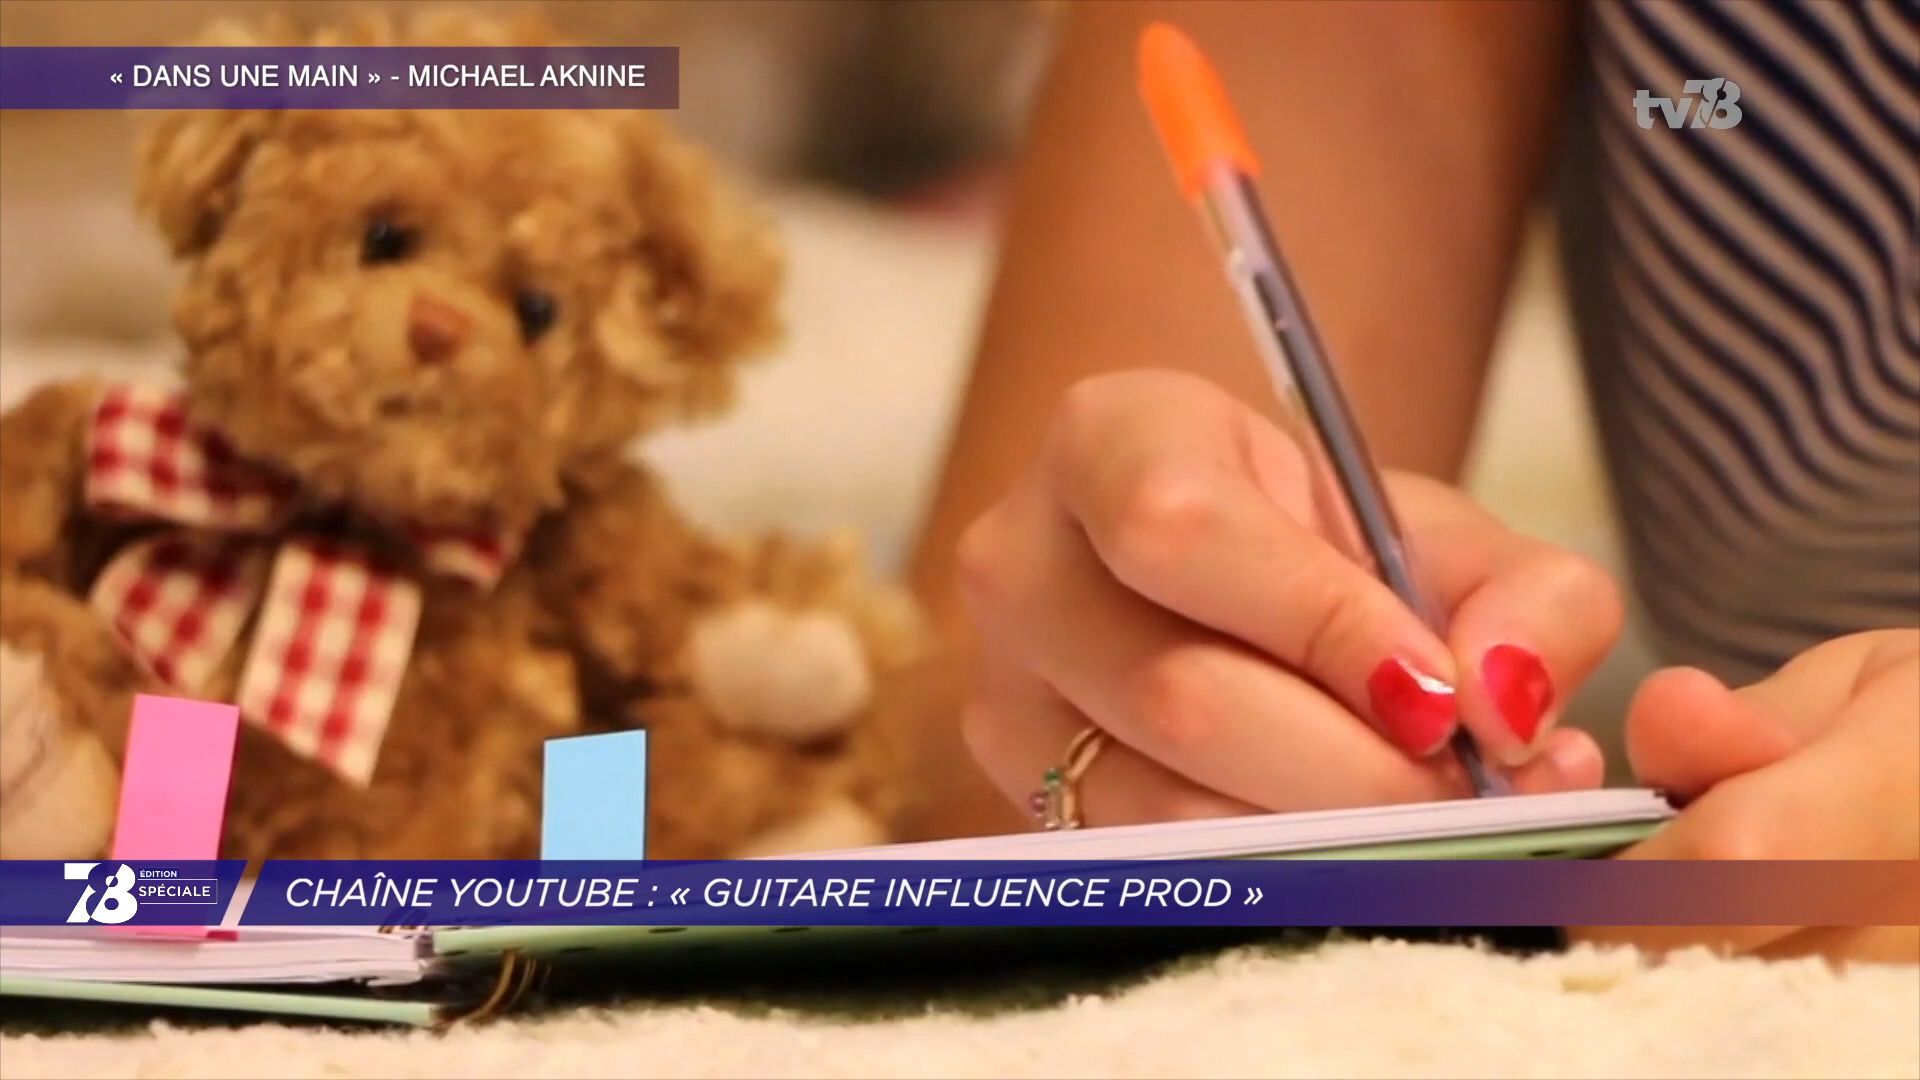 « DANS UNE MAIN » - MICHAEL AKNINE
tv78
78 ÉDITION SPÉCIALE
CHAÎNE YOUTUBE : « GUITARE INFLUENCE PROD »